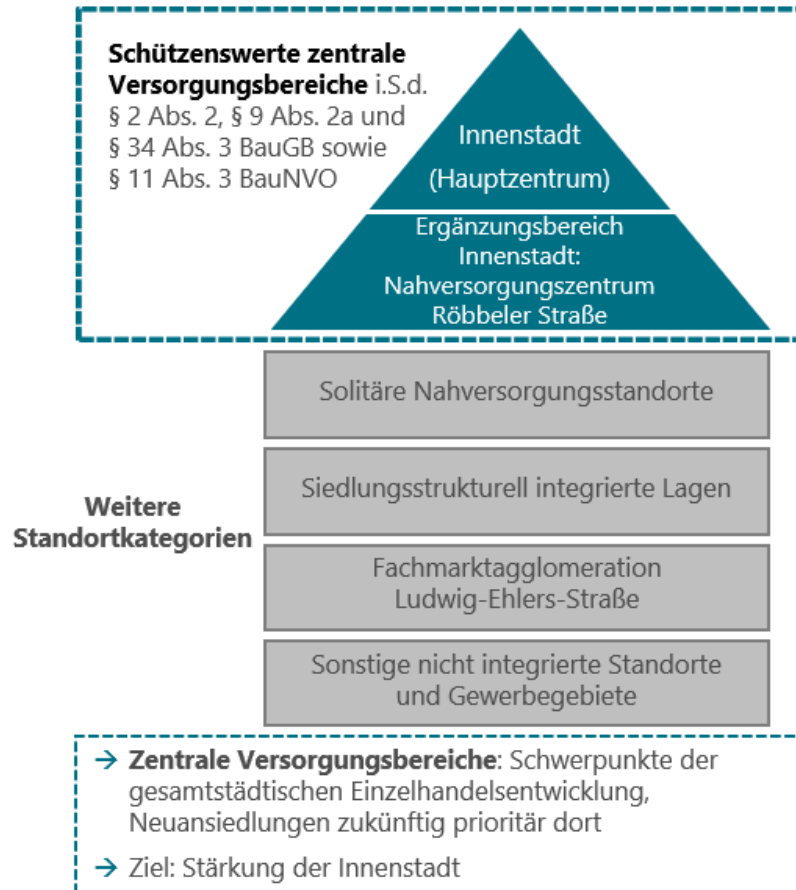 Schützenswerte zentrale
Versorgungsbereiche i.S.d.
§ 2 Abs. 2, § 9 Abs. 2a und
§ 34 Abs. 3 BauGB sowie
§ 11 Abs. 3 BauNVO
Innenstadt
(Hauptzentrum)
Ergänzungsbereich
Innenstadt:
Nahversorgungszentrum
Röbbeler Straße
Solitäre Nahversorgungsstandorte
Siedlungsstrukturell integrierte Lagen
Weitere
Standortkategorien
Fachmarktagglomeration
Ludwig-Ehlers-Straße
Sonstige nicht integrierte Standorte
und Gewerbegebiete
→ Zentrale Versorgungsbereiche: Schwerpunkte der
gesamtstädtischen Einzelhandelsentwicklung,
Neuansiedlungen zukünftig prioritär dort
→ Ziel: Stärkung der Innenstadt